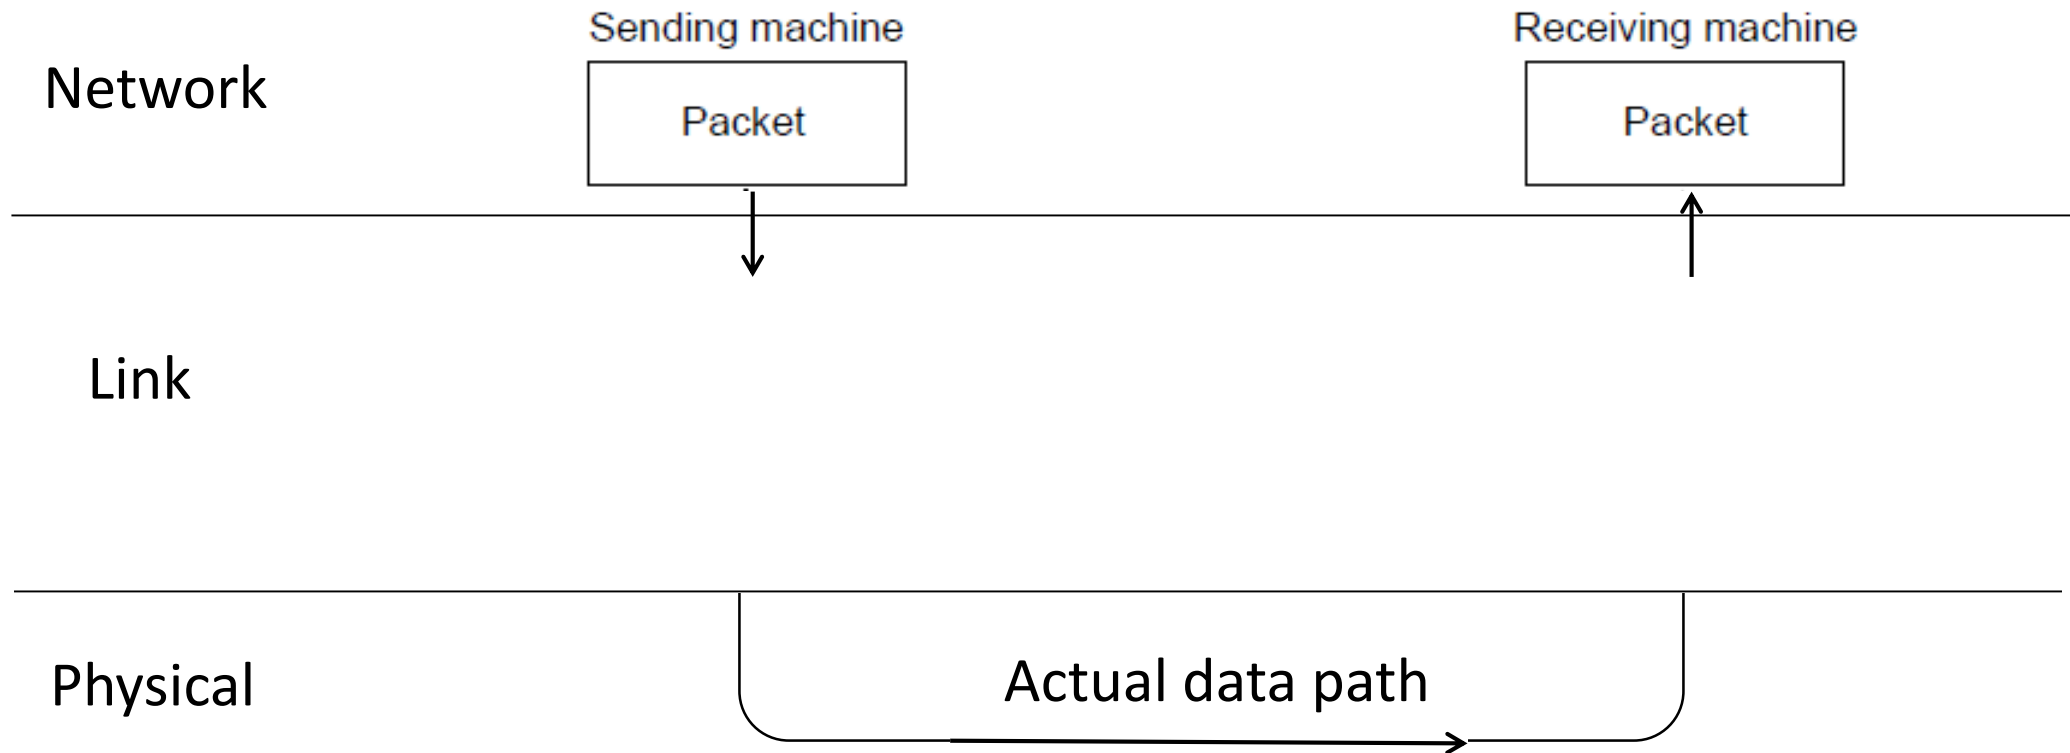 Sending machine
Receiving machine
Network
Packet
Packet
Link
Physical
Actual data path